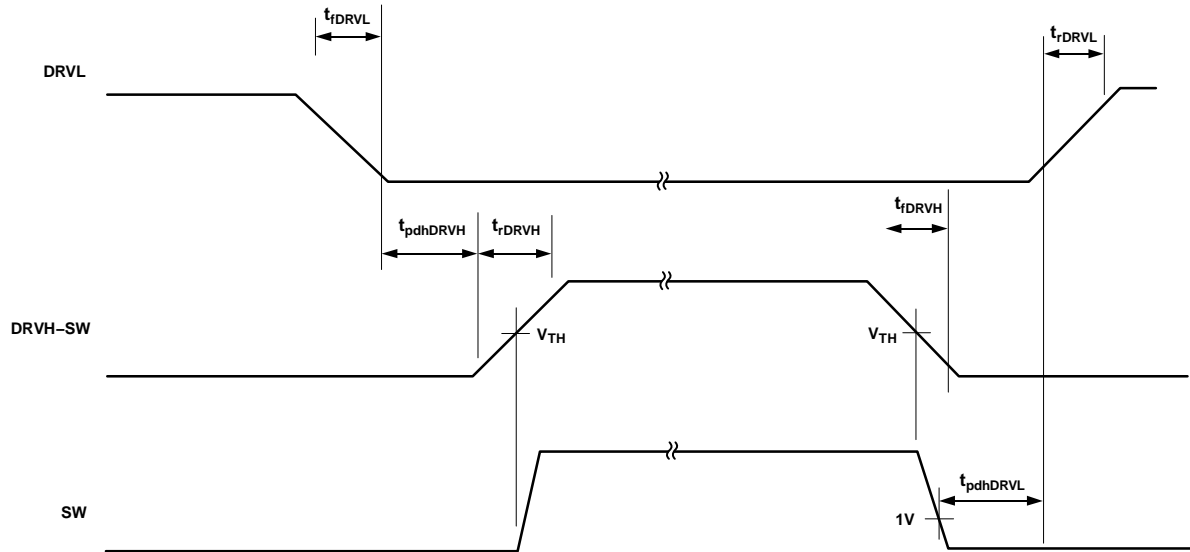 tfDRVL
trDRVL
DRVL
tfDRVH
tpdhDRVH
trDRVH
DRVH–SW
VTH
VTH
tpdhDRVL
SW
1V